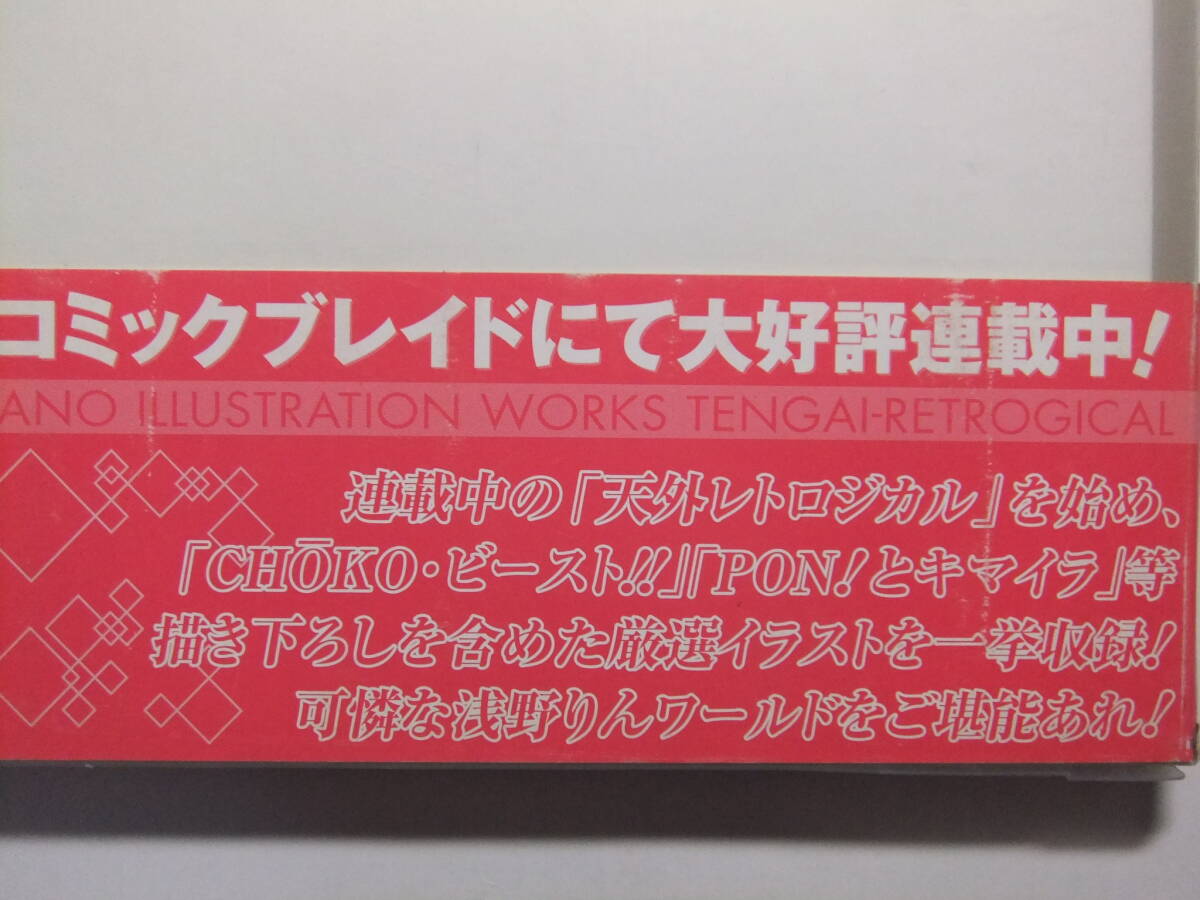 コミックブレイドにて大好評連載中!
ANO ILLUSTRATION WORKS TENGAI-RETROGICAL
連載中の「天外レトロジカル」を始め、
「CHŌKO・ビースト!!」「PON!とキマイラ」等
描き下ろしを含めた厳選イラストを一挙収録!
可憐な浅野りんワールドをご堪能あれ!